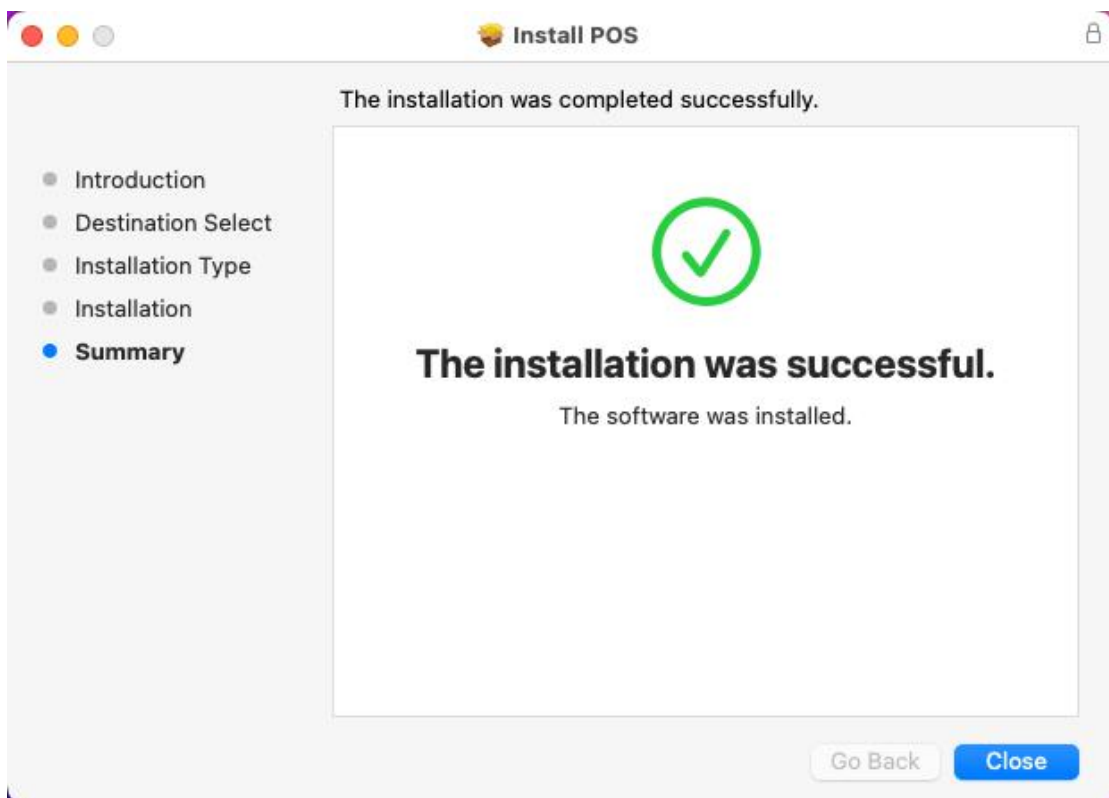 Install POS
The installation was completed successfully.
Introduction
Destination Select
Installation Type
Installation
Summary
The installation was successful.
The software was installed.
Go Back
Close